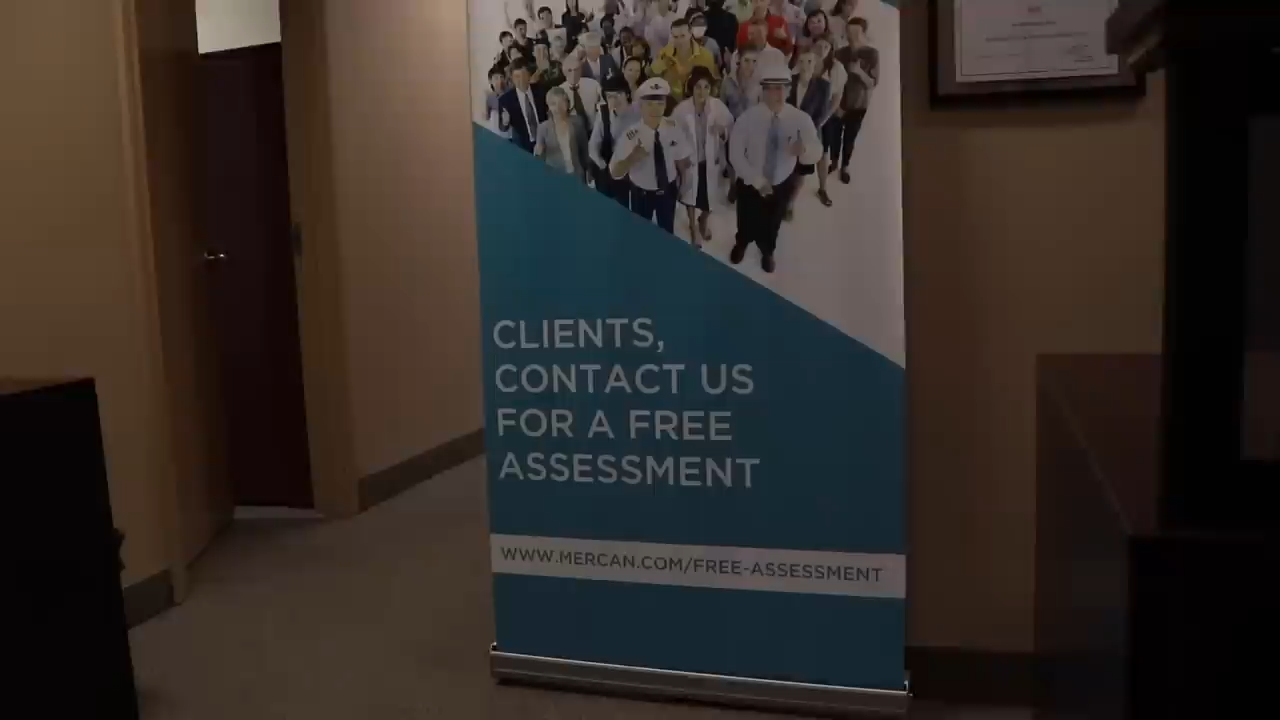 CLIENTS,
CONTACT US
FOR A FREE
ASSESSMENT
WWW.MERCAN.COM/FREE-ASSESSMENT